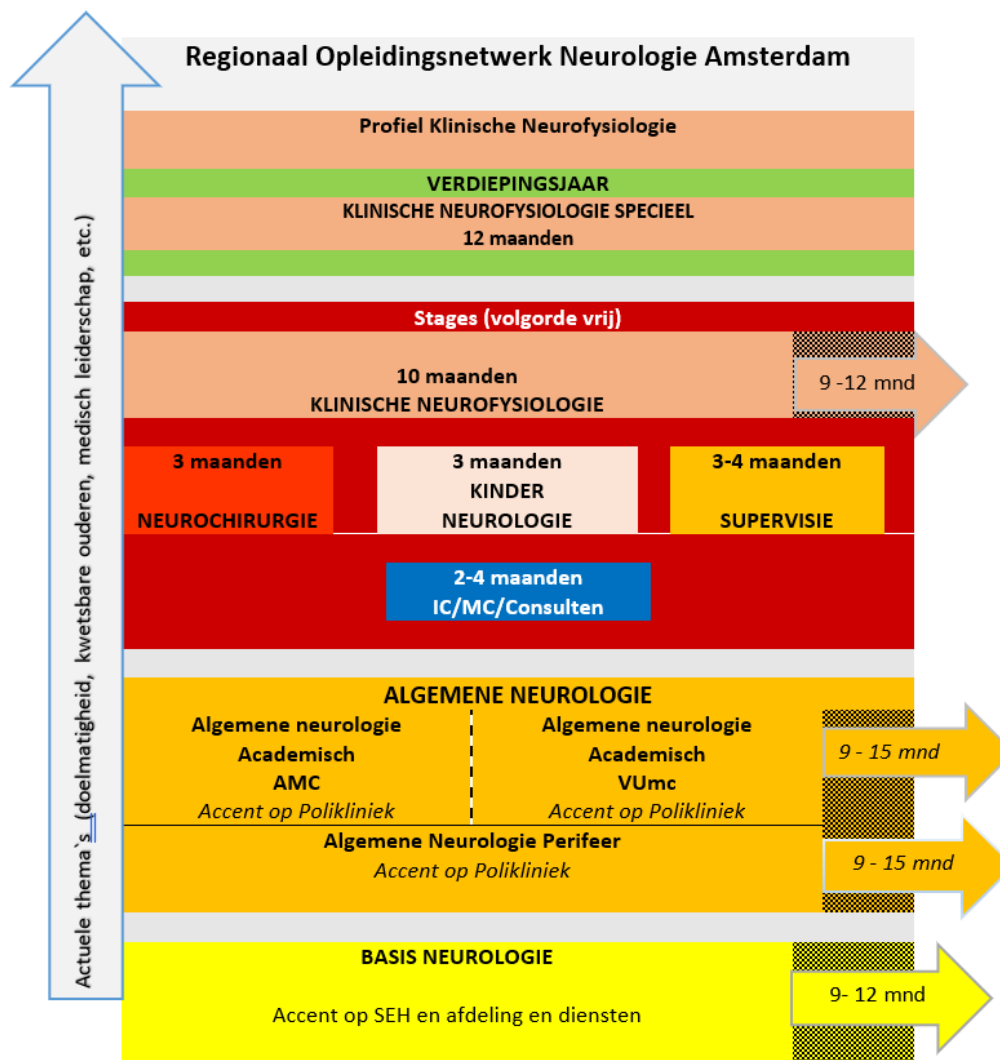 Regionaal Opleidingsnetwerk Neurologie Amsterdam
Profiel Klinische Neurofysiologie
VERDIEPINGSJAAR
KLINISCHE NEUROFYSIOLOGIE SPECIEEL
12 maanden
Stages (volgorde vrij)
10 maanden
KLINISCHE NEUROFYSIOLOGIE
9 -12 mnd
3 maanden
NEUROCHIRURGIE
3 maanden
KINDER
NEUROLOGIE
3-4 maanden
SUPERVISIE
2-4 maanden
IC/MC/Consulten
ALGEMENE NEUROLOGIE
Algemene neurologie
Academisch
AMC
Accent op Polikliniek
Algemene neurologie
Academisch
VUmc
Accent op Polikliniek
9 - 15 mnd
Algemene Neurologie Perifeer
Accent op Polikliniek
9 - 15 mnd
BASIS NEUROLOGIE
Accent op SEH en afdeling en diensten
9- 12 mnd
Actuele thema`s (doelmatigheid, kwetsbare ouderen, medisch leiderschap, etc.)